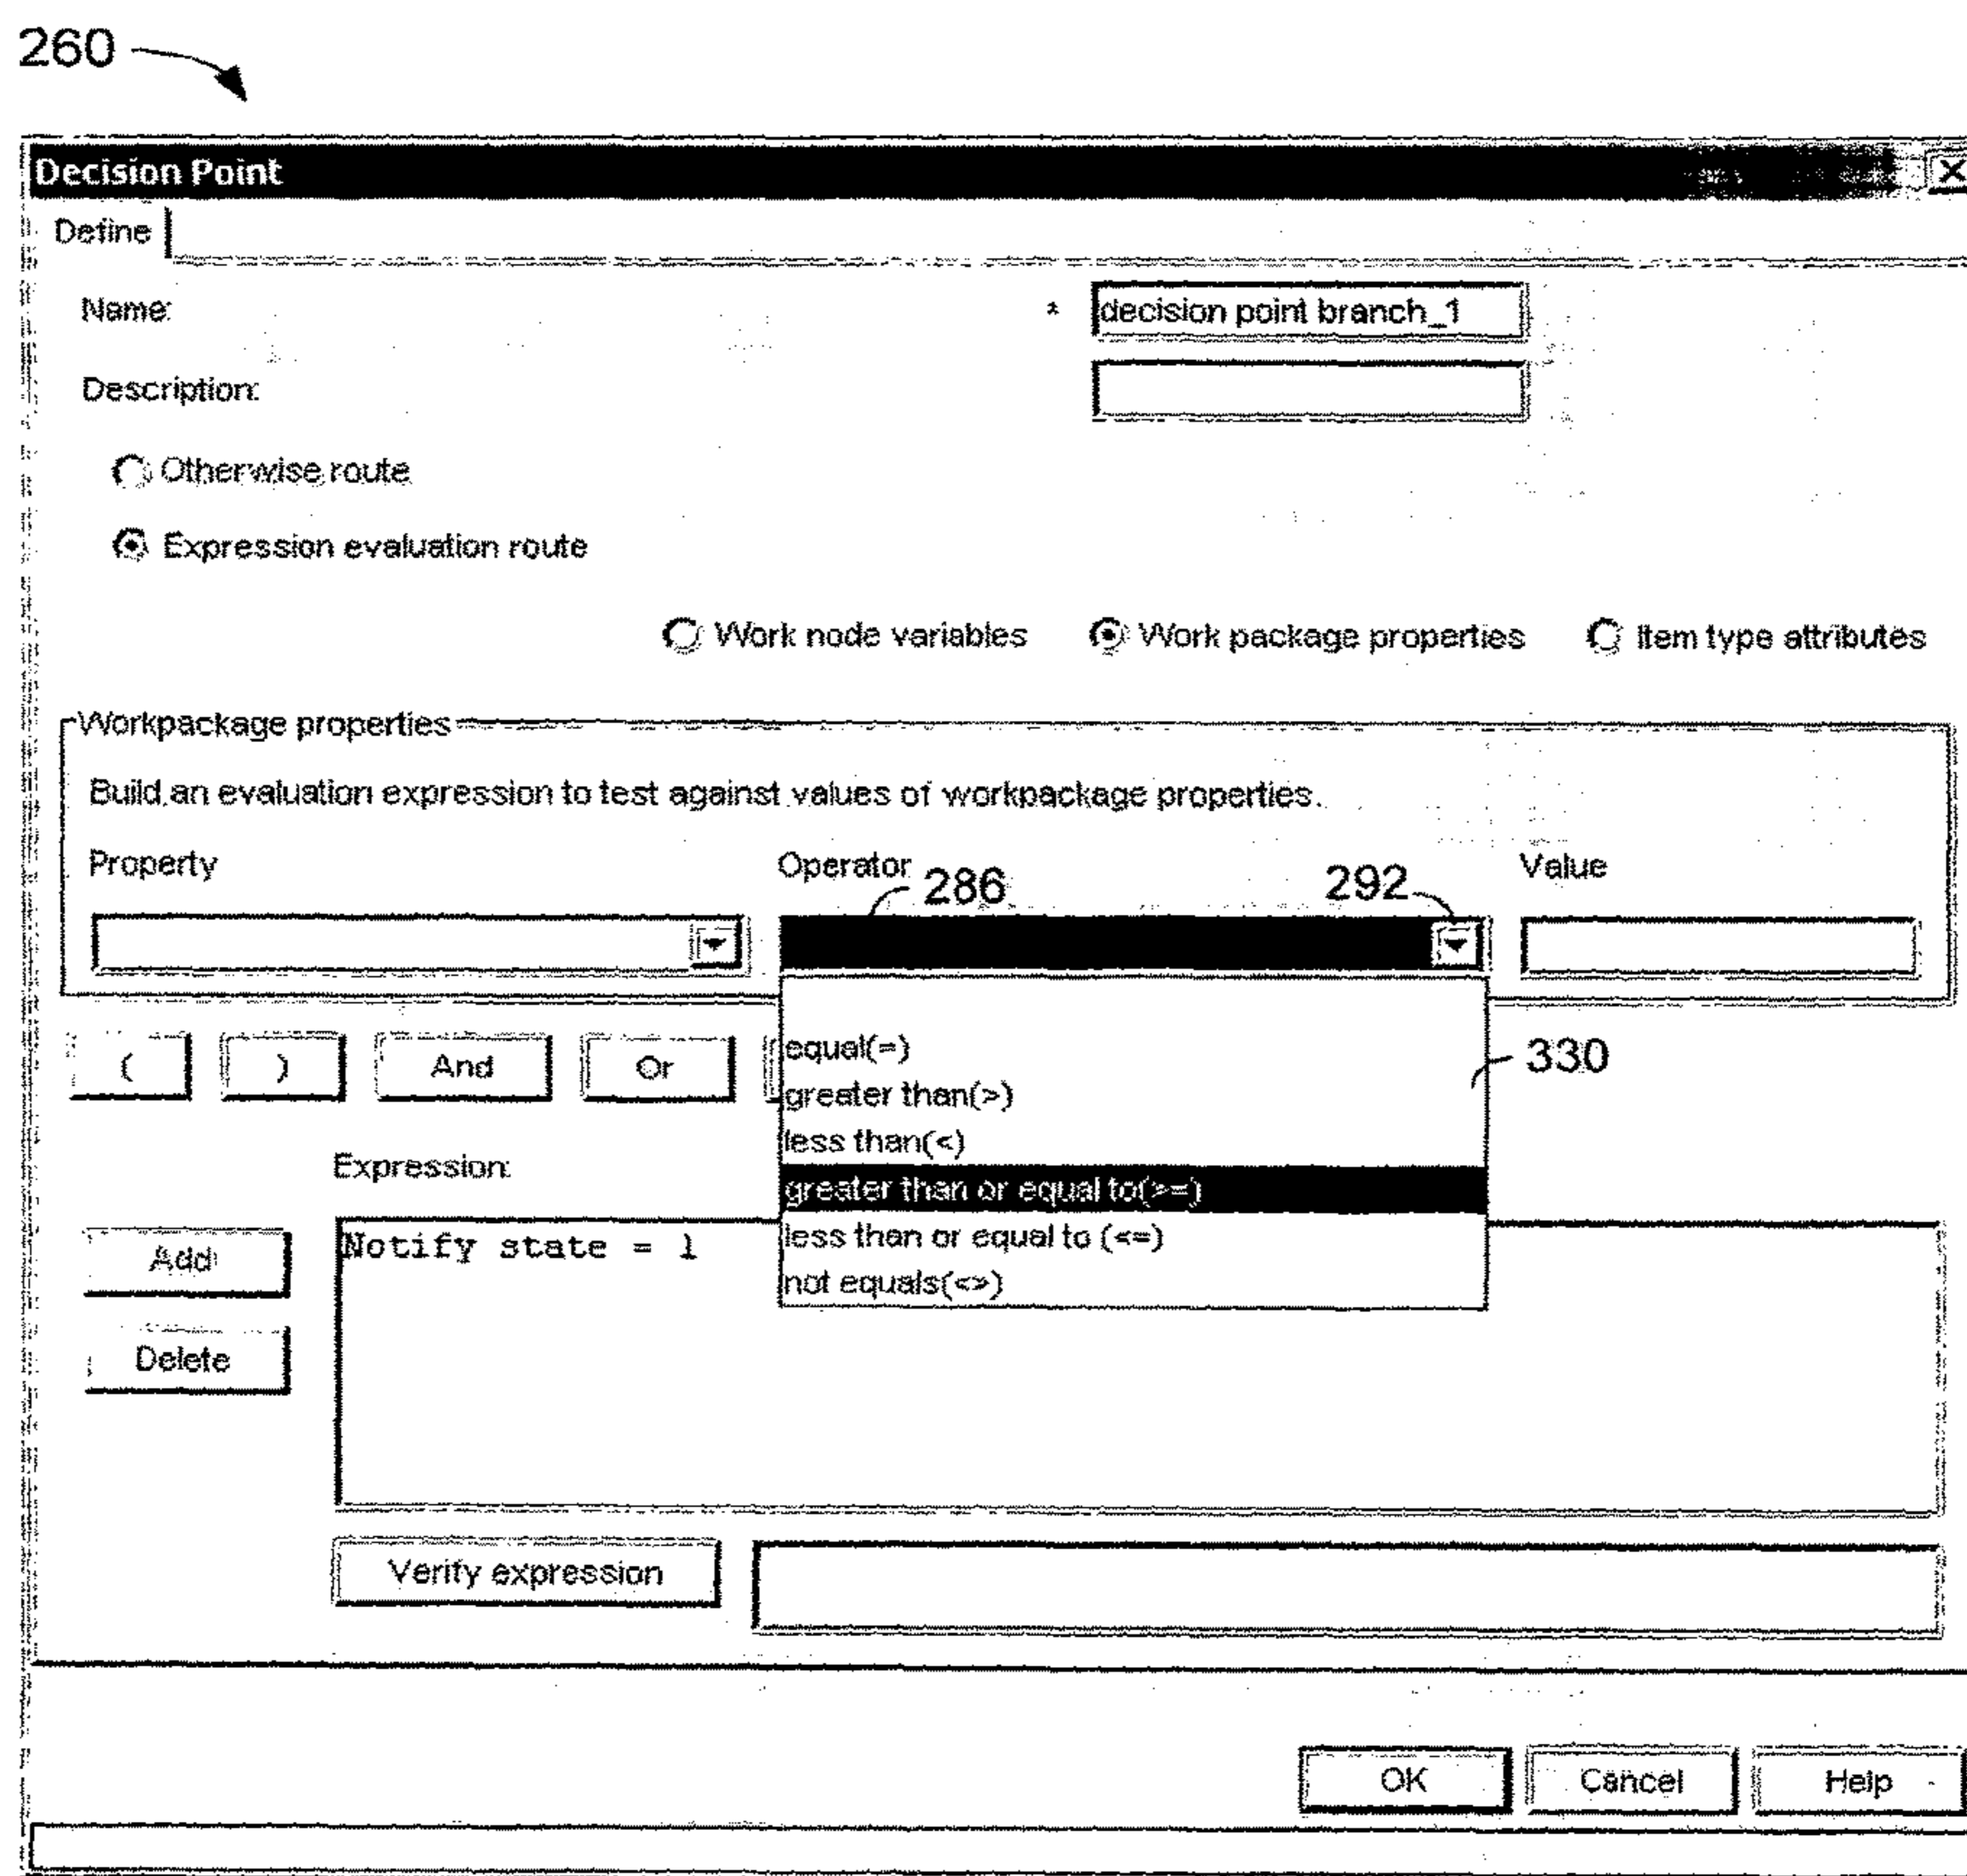 260
Decision Point
Define
Name: * decision point branch_1
Description:
Otherwise route
Expression evaluation route
Work node variables Work package properties Item type attributes
Workpackage properties
Build an evaluation expression to test against values of workpackage properties.
Property Operator 286 292 Value
( ) And Or
equal(=)
330
greater than(>)
less than(<)
Expression:
greater than or equal to(>=)
Add
Notify state = 1
less than or equal to (<=)
not equals(<>)
Delete
Verify expression
OK Cancel Help